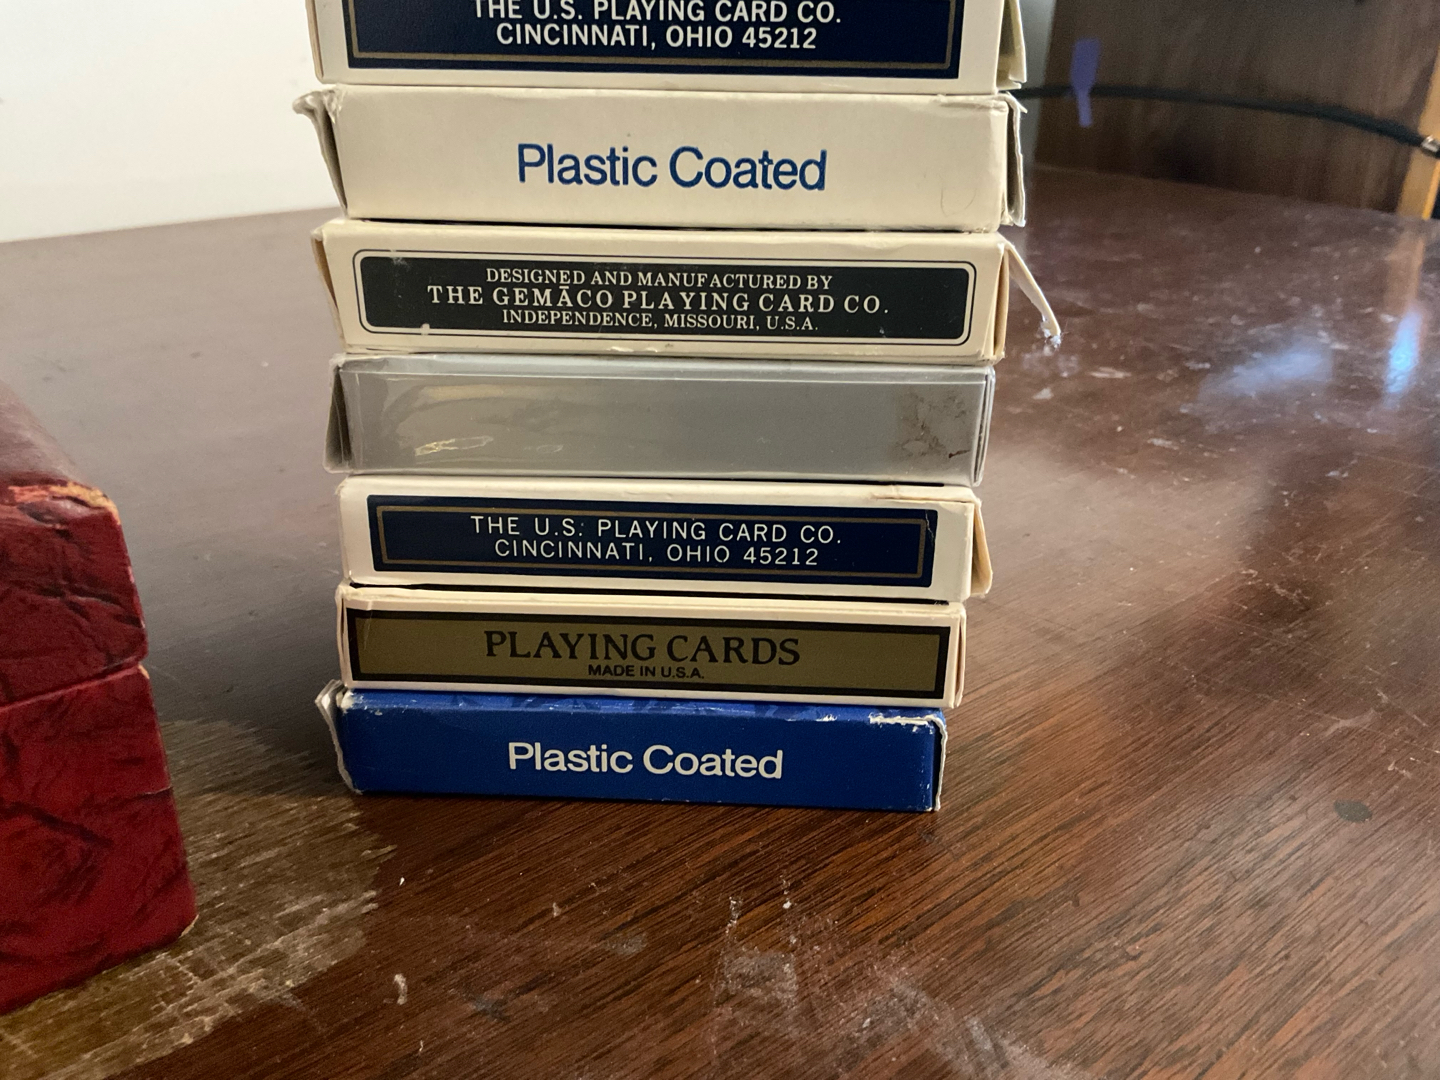 THE U.S. PLAYING CARD CO.
CINCINNATI, OHIO 45212
Plastic Coated
DESIGNED AND MANUFACTURED BY
THE GEMĀCO PLAYING CARD CO.
INDEPENDENCE, MISSOURI, U.S.A.
THE U.S. PLAYING CARD CO.
CINCINNATI, OHIO 45212
PLAYING CARDS
MADE IN U.S.A.
Plastic Coated